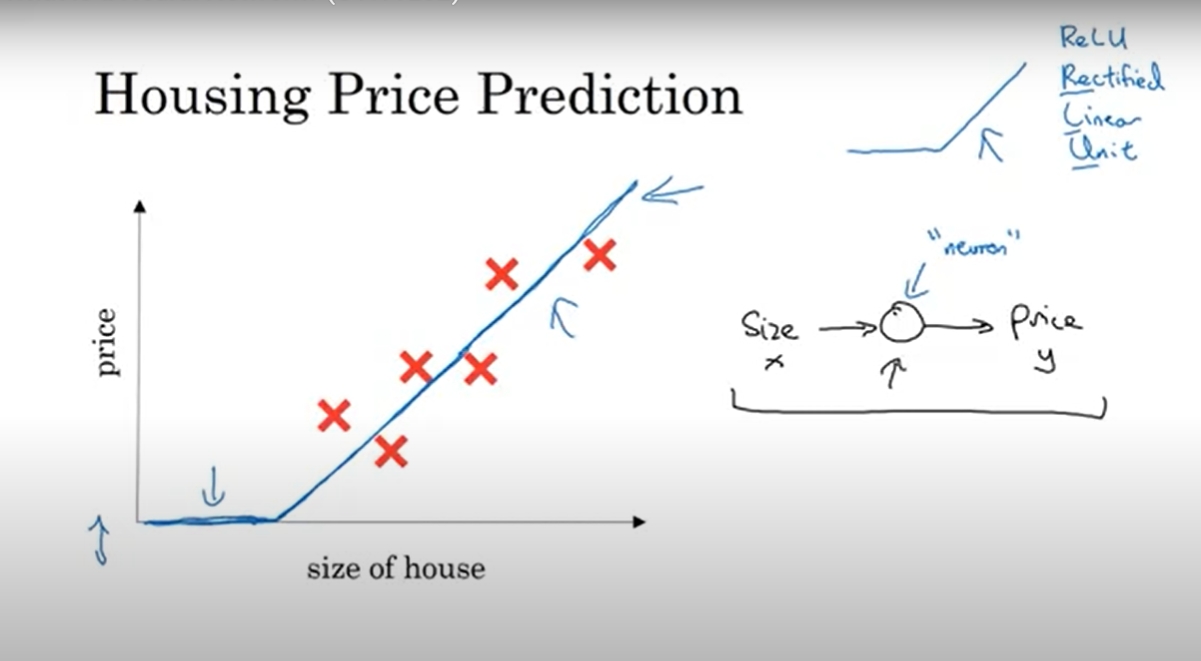 Housing Price Prediction
ReLU
Rectified
Linear
Unit
price
size of house
"neuron"
Size
x
Price
y